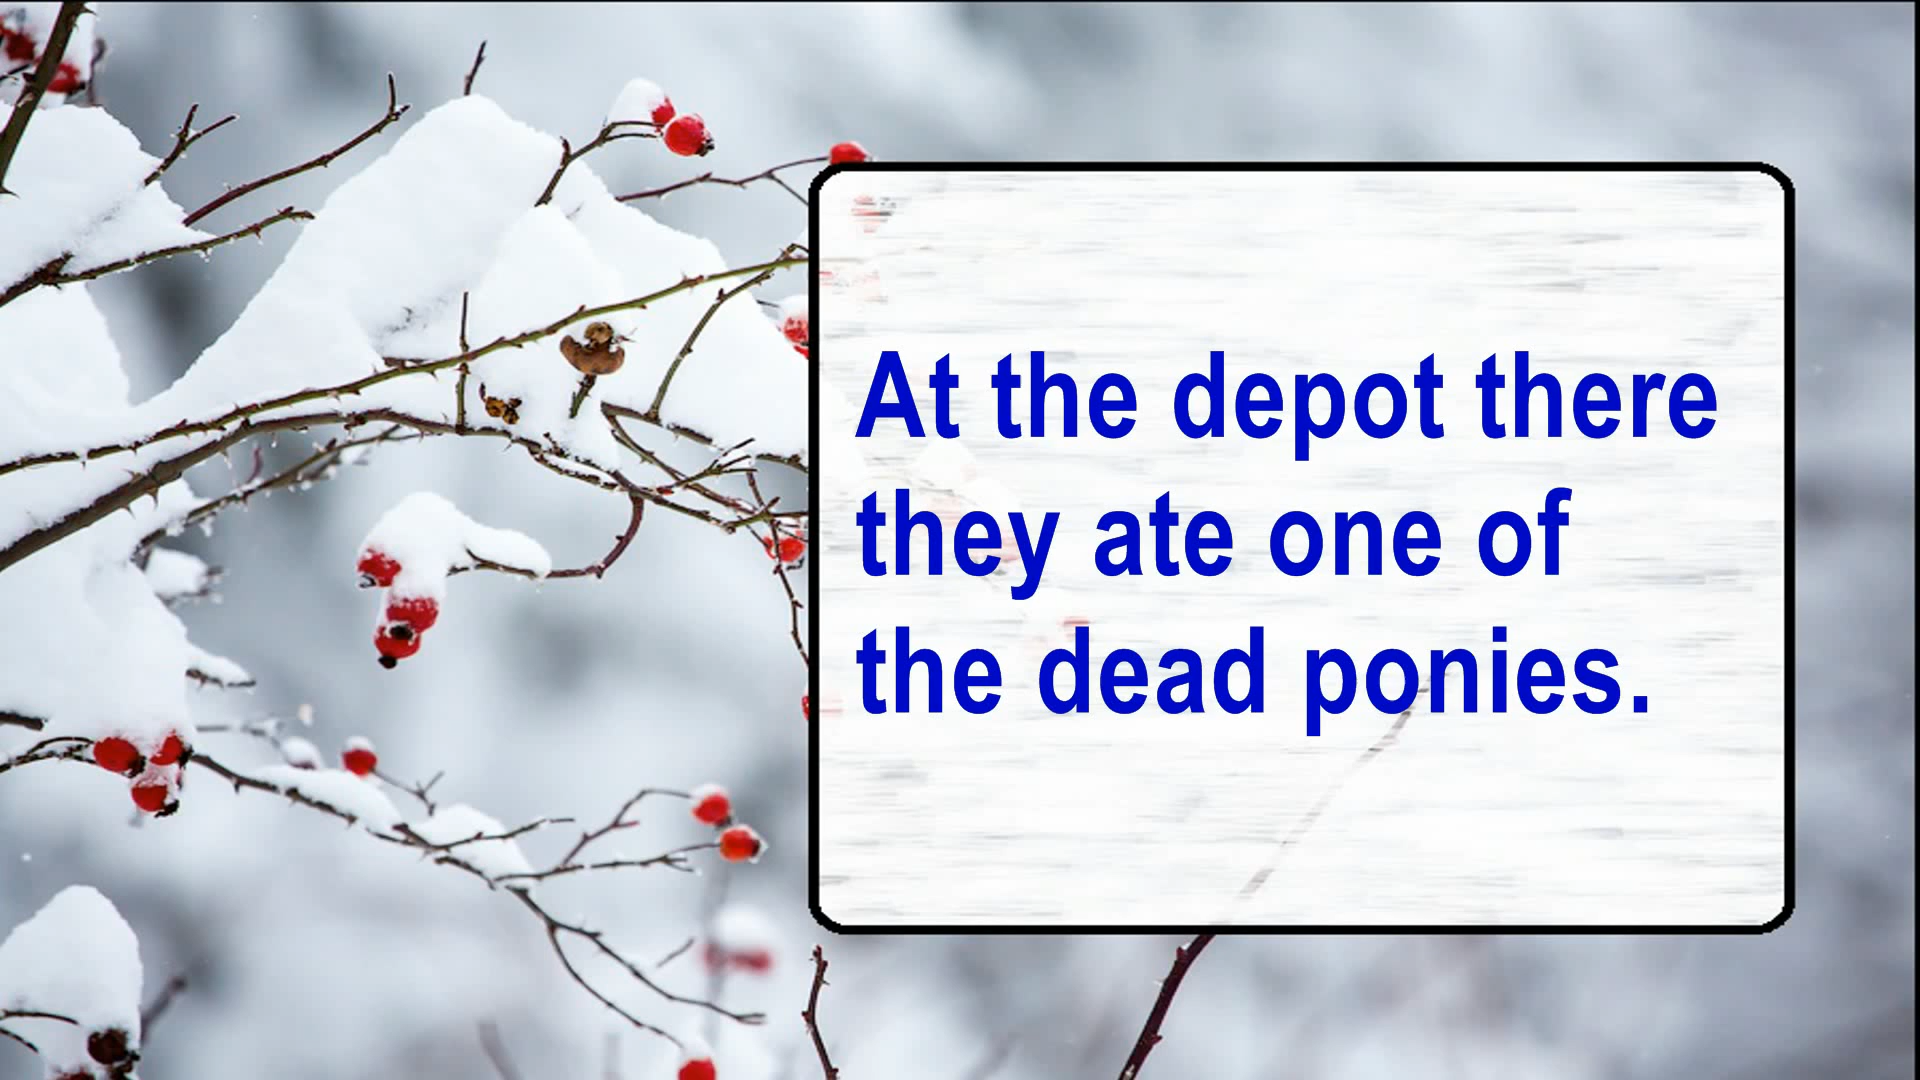 At the depot there
they ate one of
the dead ponies.